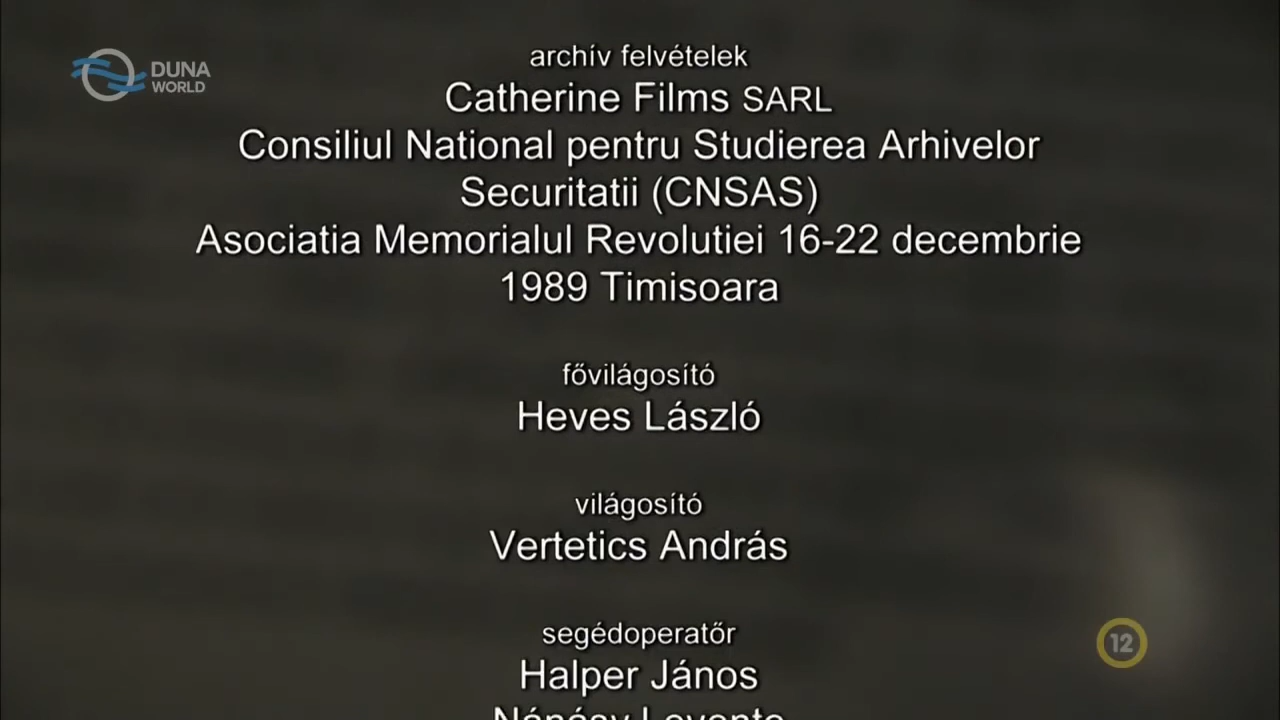 DUNA
WORLD
archív felvételek
Catherine Films SARL
Consiliul National pentru Studierea Arhivelor
Securitatii (CNSAS)
Asociatia Memorialul Revolutiei 16-22 decembrie
1989 Timisoara
fővilágosító
Heves László
világosító
Vertetics András
segédoperatőr
Halper János
12